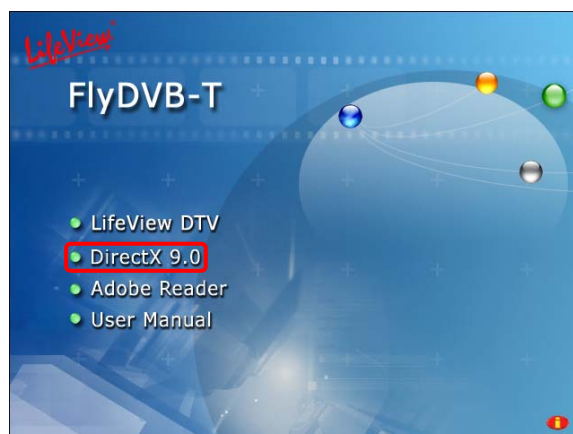 LifeView
FlyDVB-T
LifeView DTV
DirectX 9.0
Adobe Reader
User Manual
i